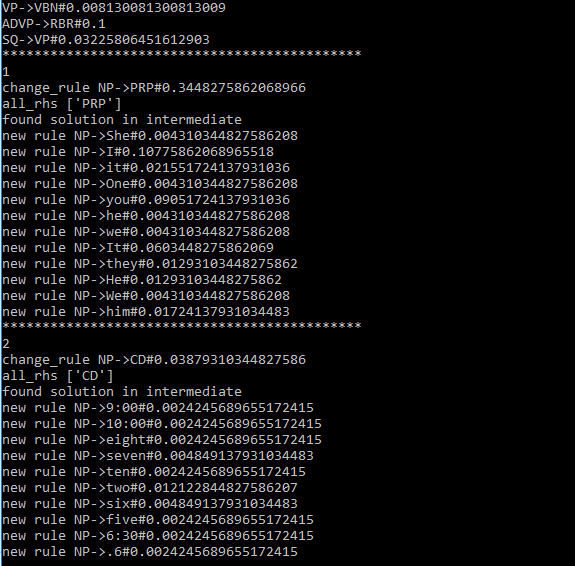 VP->VBN#0.008130081300813009
ADVP->RBR#0.1
SQ->VP#0.03225806451612903
*********************************************
1
change_rule NP->PRP#0.3448275862068966
all_rhs ['PRP']
found solution in intermediate
new rule NP->She#0.004310344827586208
new rule NP->I#0.10775862068965518
new rule NP->it#0.021551724137931036
new rule NP->One#0.004310344827586208
new rule NP->you#0.09051724137931036
new rule NP->he#0.004310344827586208
new rule NP->we#0.004310344827586208
new rule NP->It#0.0603448275862069
new rule NP->they#0.01293103448275862
new rule NP->He#0.01293103448275862
new rule NP->We#0.004310344827586208
new rule NP->him#0.01724137931034483
*********************************************
2
change_rule NP->CD#0.03879310344827586
all_rhs ['CD']
found solution in intermediate
new rule NP->9:00#0.0024245689655172415
new rule NP->10:00#0.0024245689655172415
new rule NP->eight#0.0024245689655172415
new rule NP->seven#0.004849137931034483
new rule NP->ten#0.0024245689655172415
new rule NP->two#0.012122844827586207
new rule NP->six#0.004849137931034483
new rule NP->five#0.0024245689655172415
new rule NP->6:30#0.0024245689655172415
new rule NP->.6#0.0024245689655172415